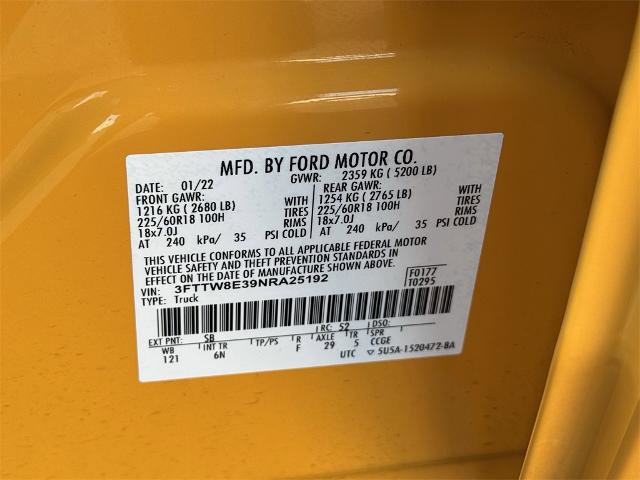 MFD. BY FORD MOTOR CO.
DATE: 01/22 GVWR: 2359 KG ( 5200 LB)
FRONT GAWR: REAR GAWR:
1216 KG ( 2680 LB) WITH 1254 KG ( 2765 LB) WITH
225/60R18 100H TIRES 225/60R18 100H TIRES
18x7.0J RIMS 18x7.0J RIMS
AT 240 kPa/ 35 PSI COLD AT 240 kPa/ 35 PSI COLD
THIS VEHICLE CONFORMS TO ALL APPLICABLE FEDERAL MOTOR
VEHICLE SAFETY AND THEFT PREVENTION STANDARDS IN
EFFECT ON THE DATE OF MANUFACTURE SHOWN ABOVE.
VIN: 3FTTW8E39NRA25192 F0177
TYPE: Truck T0295
EXT PNT: SB RC: 52 DSO:
WB INT TR TP/PS R AXLE TR SPR
121 6N F 29 5 CCGE
UTC ▽ 5U5A-1520472-BA